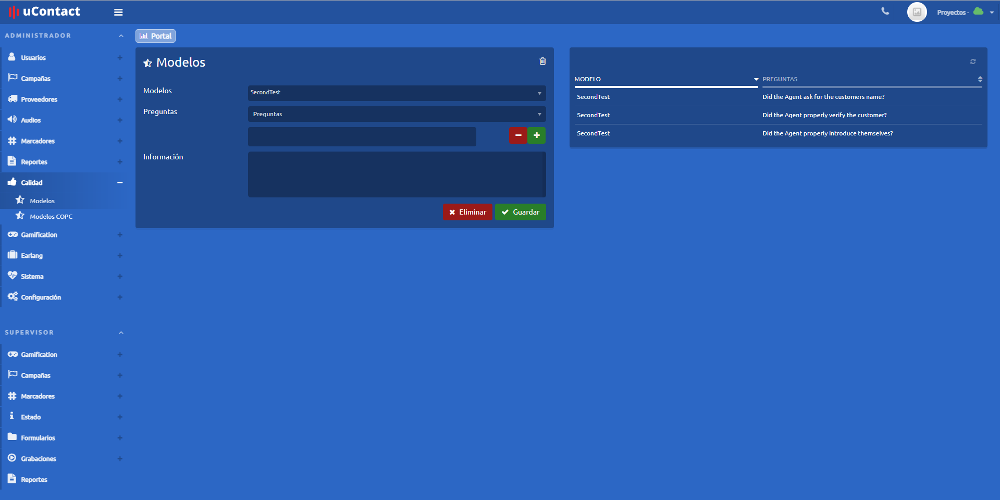 uContact
Proyectos -
ADMINISTRADOR
Usuarios
Campañas
Proveedores
Audios
Marcadores
Reportes
Calidad
Modelos
Modelos COPC
Gamification
Earlang
Sistema
Configuración
SUPERVISOR
Gamification
Campañas
Marcadores
Estado
Formularios
Grabaciones
Reportes
Portal
Modelos
Modelos
SecondTest
Preguntas
Preguntas
Información
Eliminar
Guardar
MODELO PREGUNTAS
SecondTest Did the Agent ask for the customers name?
SecondTest Did the Agent properly verify the customer?
SecondTest Did the Agent properly introduce themselves?